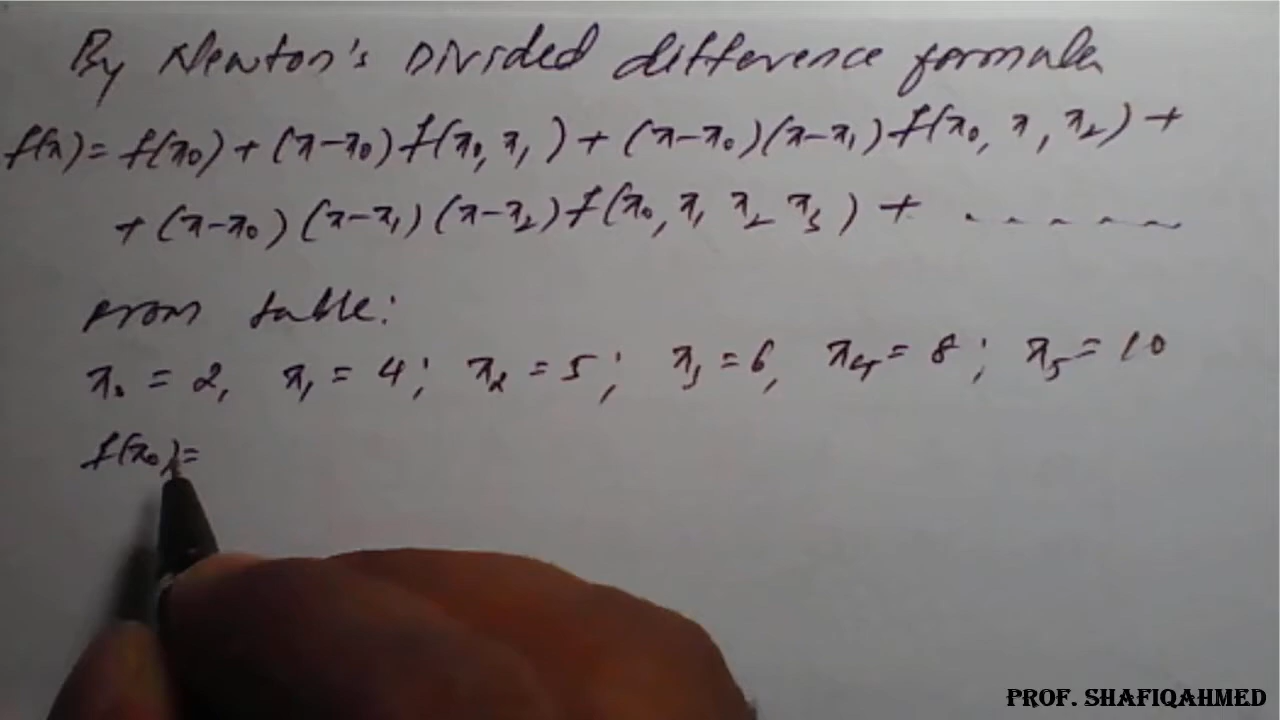 By Newton's Divided difference formula
f(x) = f(x₀) + (x-x₀) f(x₀, x₁) + (x-x₀)(x-x₁) f(x₀, x₁, x₂) +
+ (x-x₀) (x-x₁) (x-x₂) f(x₀, x₁ x₂ x₃) + ......
From table:
x₀ = 2, x₁ = 4; x₂ = 5; x₃ = 6, x₄ = 8; x₅ = 10
f(x₀) =
PROF. SHAFIQAHMED